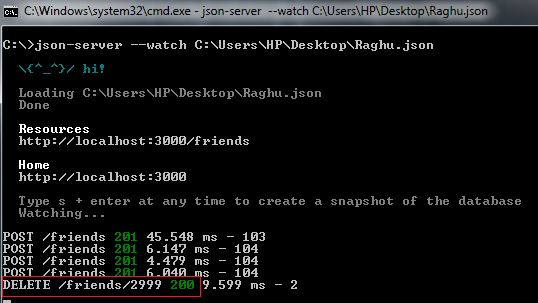 C:\Windows\system32\cmd.exe - json-server --watch C:\Users\HP\Desktop\Raghu.json
C:\>json-server --watch C:\Users\HP\Desktop\Raghu.json
\{^_^}/ hi!
Loading C:\Users\HP\Desktop\Raghu.json
Done
Resources
http://localhost:3000/friends
Home
http://localhost:3000
Type s + enter at any time to create a snapshot of the database
Watching...
POST /friends 201 45.548 ms - 103
POST /friends 201 6.147 ms - 104
POST /friends 201 4.479 ms - 104
POST /friends 201 6.040 ms - 104
DELETE /friends/2999 200 9.599 ms - 2